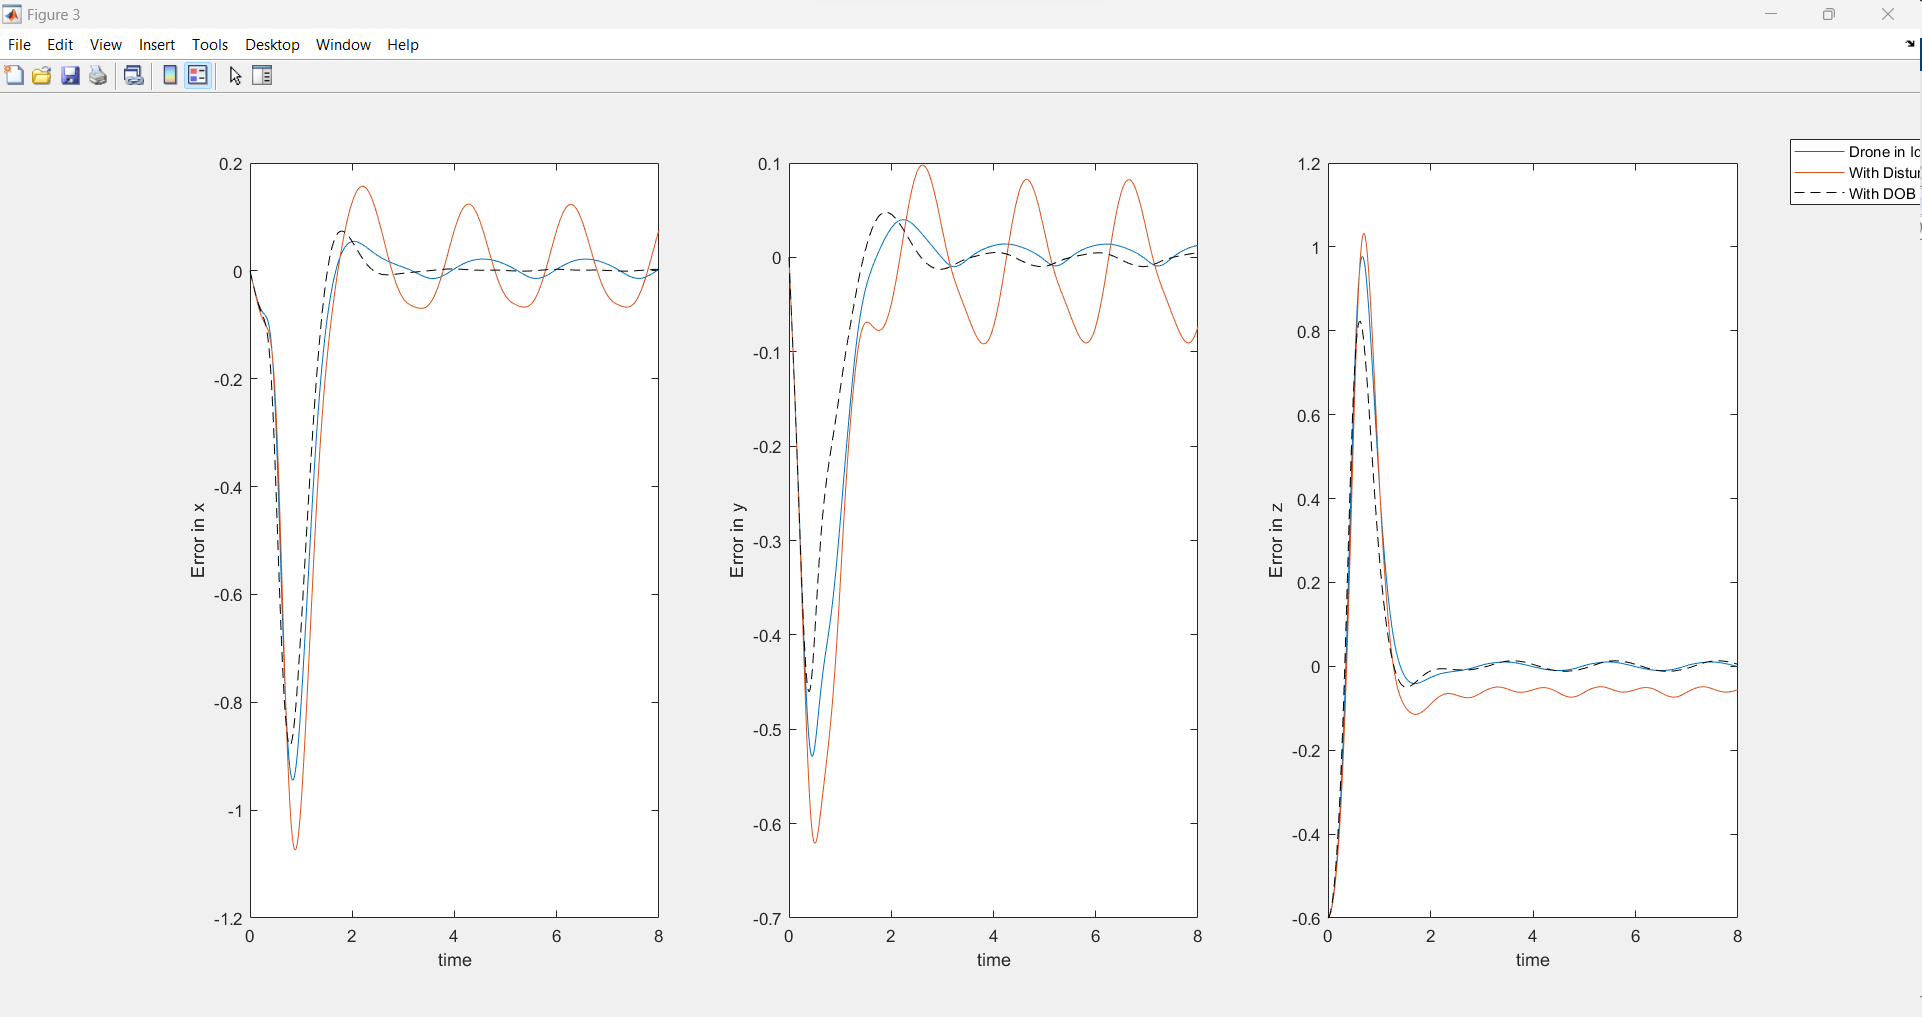 Figure 3
File Edit View Insert Tools Desktop Window Help
0.2
0
-0.2
-0.4
-0.6
-0.8
-1
-1.2
Error in x
0 2 4 6 8
time
0.1
0
-0.1
-0.2
-0.3
-0.4
-0.5
-0.6
-0.7
Error in y
0 2 4 6 8
time
1.2
1
0.8
0.6
0.4
0.2
0
-0.2
-0.4
-0.6
Error in z
0 2 4 6 8
time
Drone in
With
With DOB